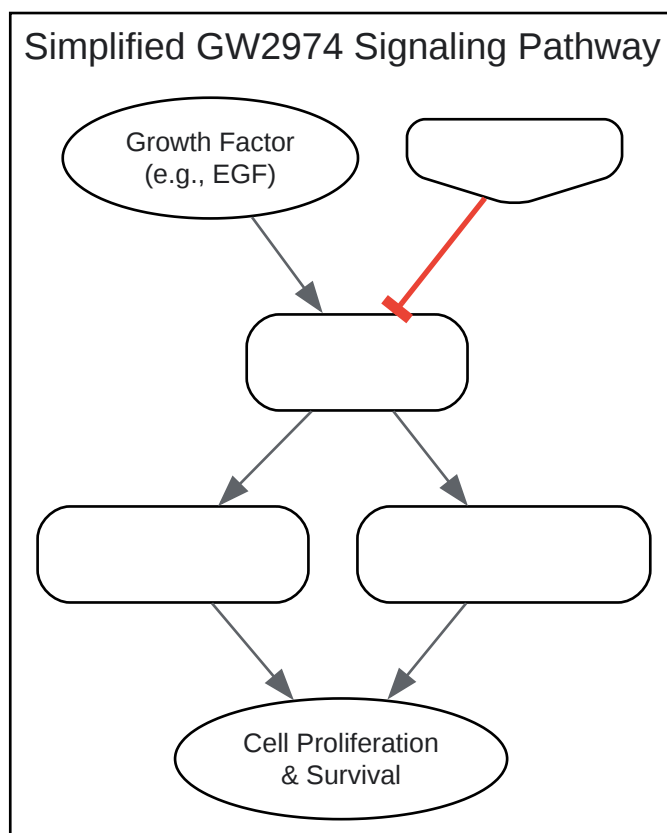 Simplified GW2974 Signaling Pathway
Growth Factor
(e.g., EGF)
Cell Proliferation
& Survival